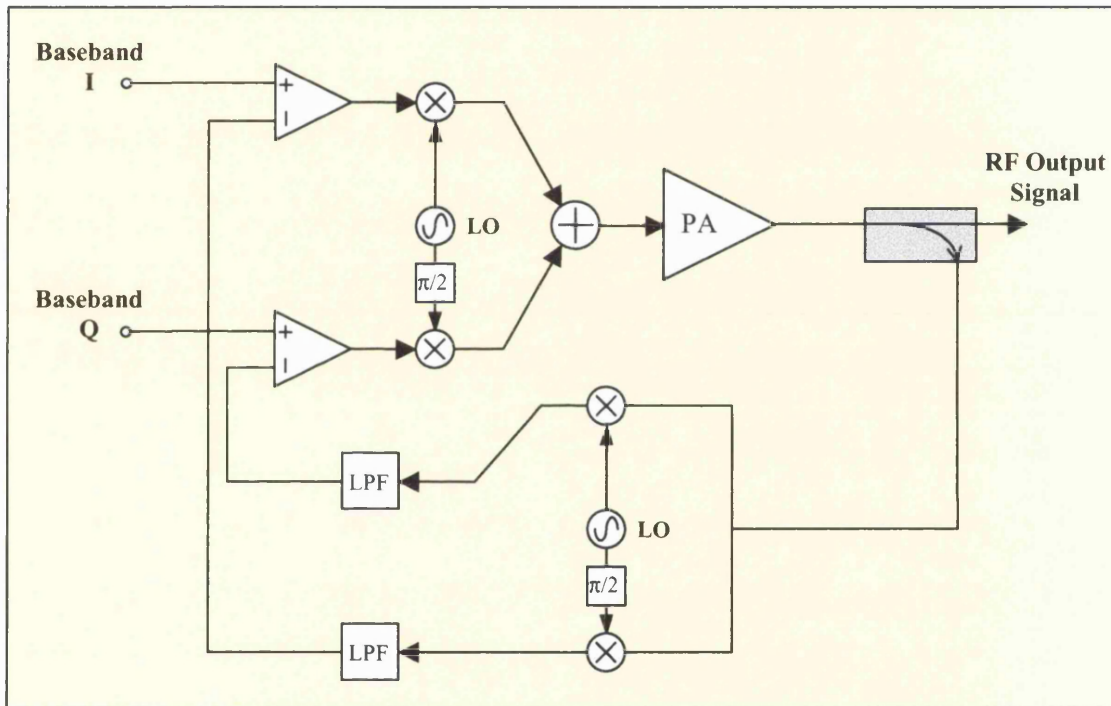 Baseband
I
+
−
LO
π/2
PA
RF Output
Signal
Baseband
Q
+
−
LPF
LO
π/2
LPF